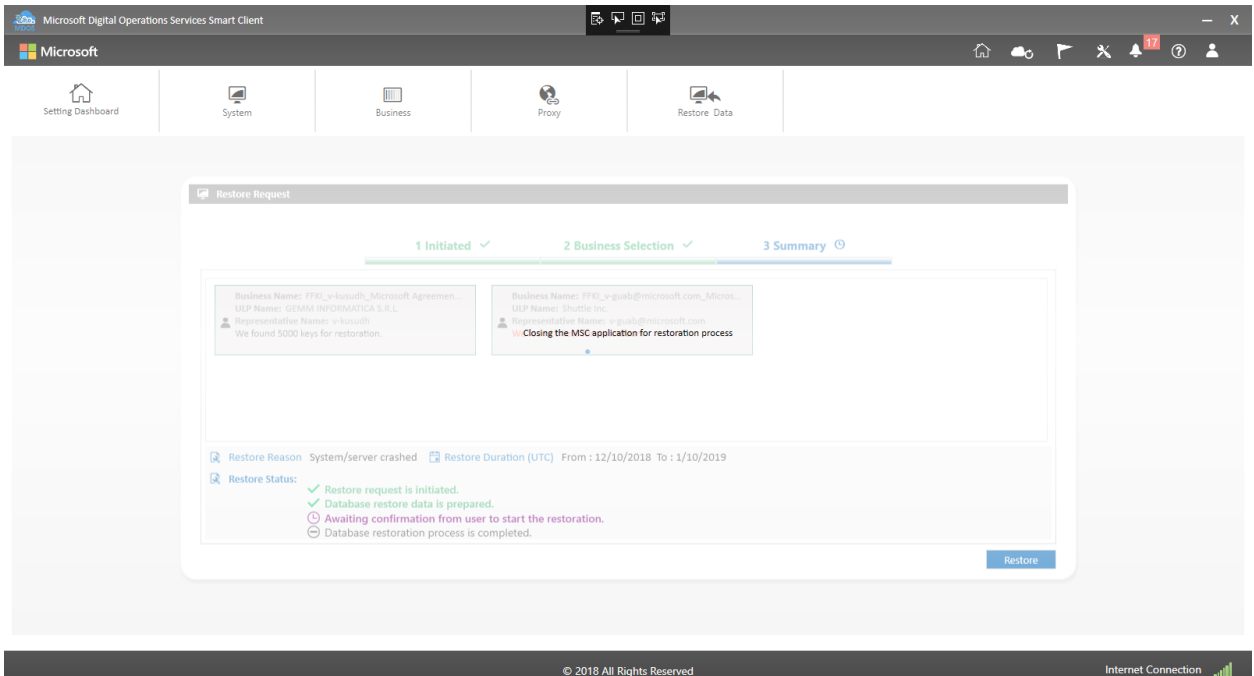 Microsoft Digital Operations Services Smart Client
X
MDOS
Microsoft
17
Setting Dashboard
System
Business
Proxy
Restore Data
Restore Request
1 Initiated
2 Business Selection
3 Summary
Business Name: FFKI_v-kusudh_Microsoft Agreemen...
ULP Name: GEMM INFORMATICA S.R.L.
Representative Name: v-kusudh
We found 5000 keys for restoration.
Business Name: FFKI_v-guab@microsoft.com_Micros...
ULP Name: Shuttle Inc.
Representative Name: v-guab@microsoft.com
Closing the MSC application for restoration process
Restore Reason System/server crashed Restore Duration (UTC) From : 12/10/2018 To : 1/10/2019
Restore Status:
Restore request is initiated.
Database restore data is prepared.
Awaiting confirmation from user to start the restoration.
Database restoration process is completed.
Restore
© 2018 All Rights Reserved
Internet Connection